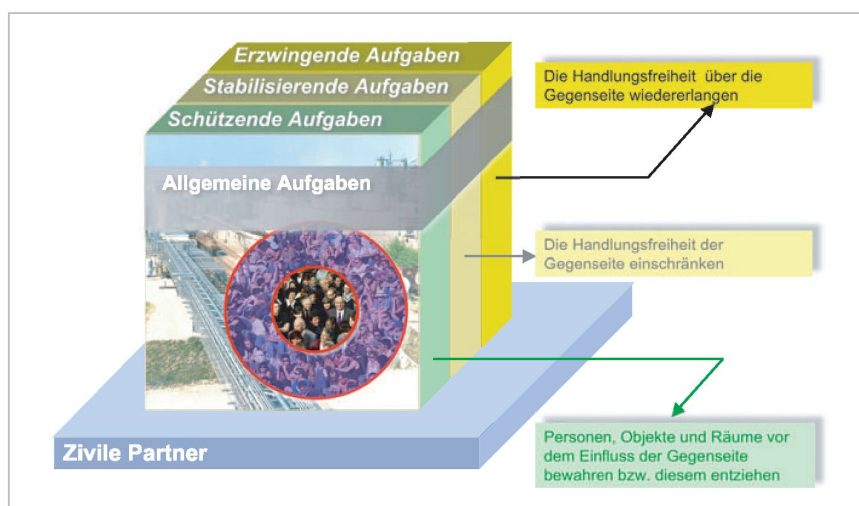 Erzwingende Aufgaben
Stabilisierende Aufgaben
Schützende Aufgaben
Allgemeine Aufgaben
Zivile Partner
Die Handlungsfreiheit über die
Gegenseite wiedererlangen
Die Handlungsfreiheit der
Gegenseite einschränken
Personen, Objekte und Räume vor
dem Einfluss der Gegenseite
bewahren bzw. diesem entziehen